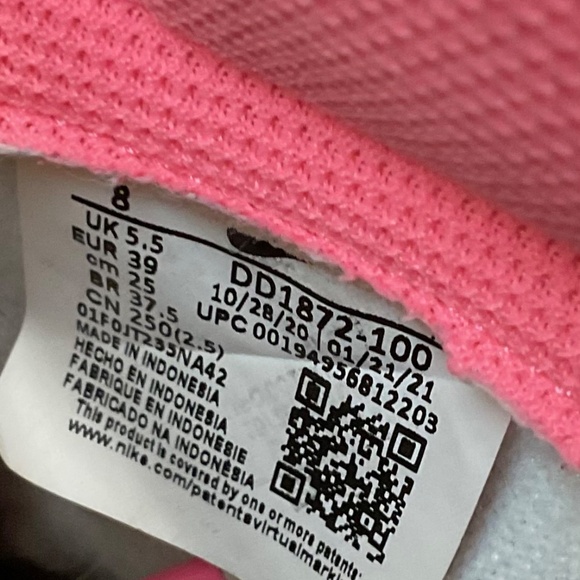 8
UK 5.5
EUR 39
cm 25
BR 37.5
CN 250(2.5)
01F0JT233NA42
MADE IN INDONESIA
HECHO EN INDONESIA
FABRIQUE EN INDONESIE
FABRICADO NA INDONÉSIA
This product is covered by one or more patents:
www.nike.com/patentsvirtualmarki
DD1872-100
10/28/20 01/21/21
UPC 00194956812203